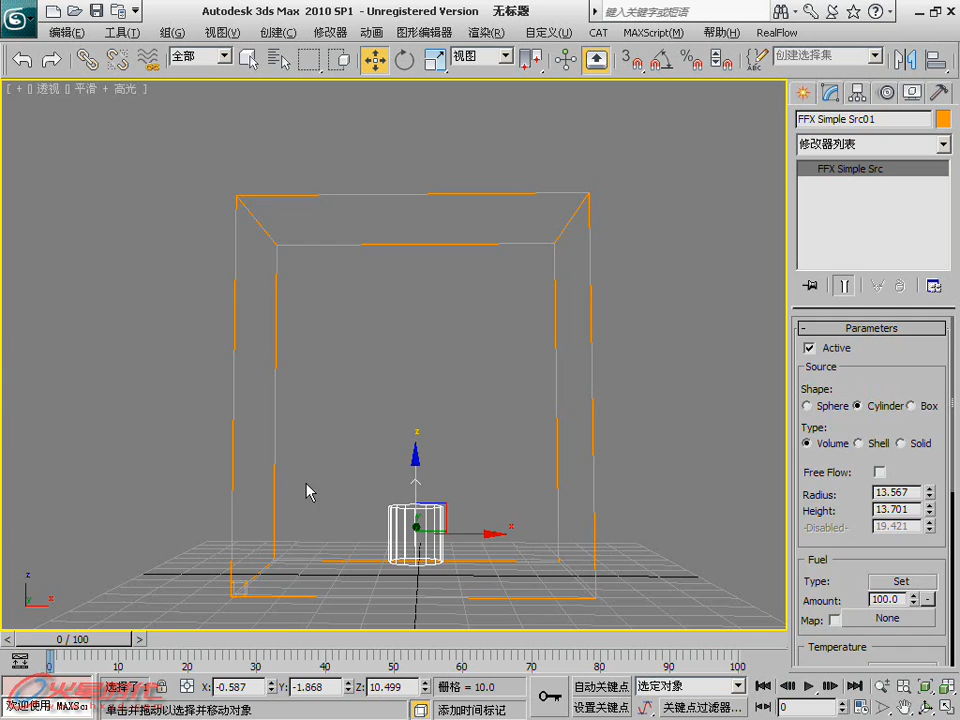 Autodesk 3ds Max 2010 SP1 - Unregistered Version 无标题
键入关键字或短语
编辑(E) 工具(T) 组(G) 视图(V) 创建(C) 修改器 动画 图形编辑器 渲染(R) 自定义(U) CAT MAXScript(M) 帮助(H) RealFlow
全部 视图 3 % ABC 创建选择集
[ + [] 透视 [] 平滑 + 高光 ]
FFX Simple Src01
修改器列表
FFX Simple Src
- Parameters
Active
Source
Shape:
Sphere Cylinder Box
Type:
Volume Shell Solid
Free Flow:
Radius: 13.567
Height: 13.701
-Disabled- 19.421
Fuel
Type: Set
Amount: 100.0 -
Map: None
Temperature
z
x
z
x
y
< 0 / 100 >
0 10 20 30 40 50 60 70 80 90 100
选择了 1 X: -0.587 Y: -1.868 Z: 10.499 栅格 = 10.0 自动关键点 选定对象
欢迎使用 MAXSc 单击并拖动以选择并移动对象 添加时间标记 设置关键点 关键点过滤器... 0